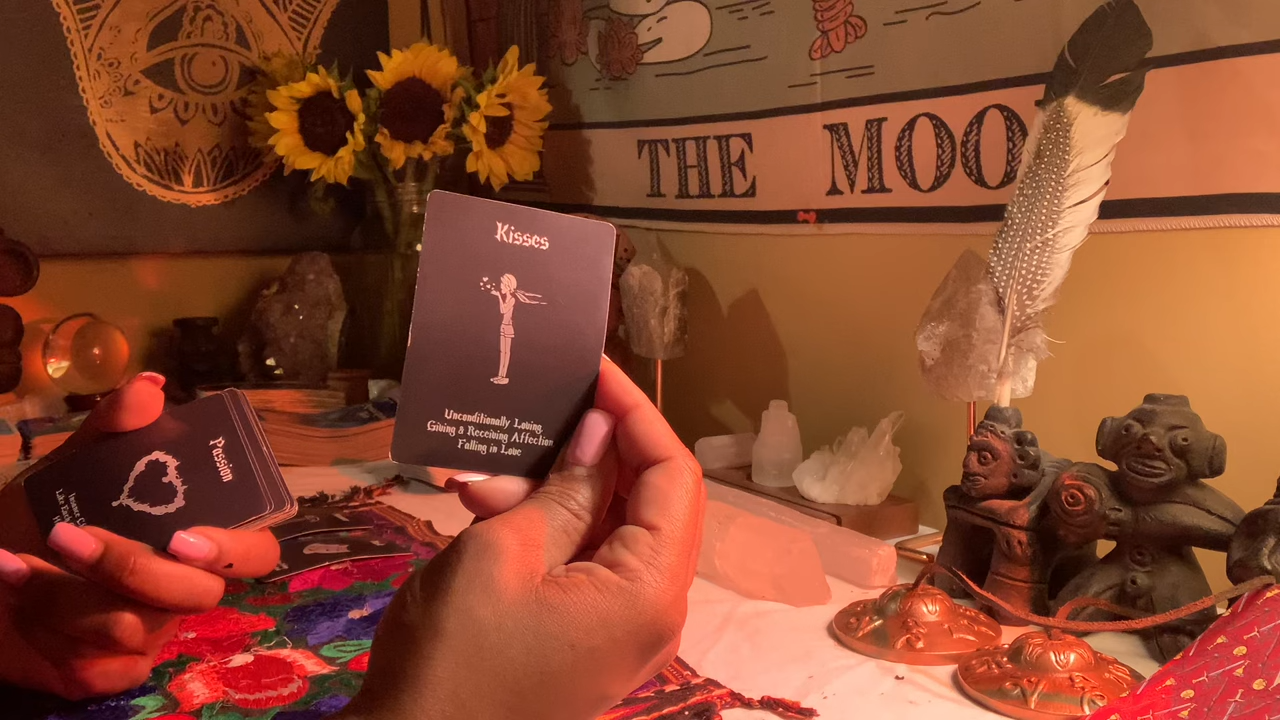 THE MOO
Kisses
Unconditionally Loving,
Giving & Receiving Affection
Falling in Love
Passion